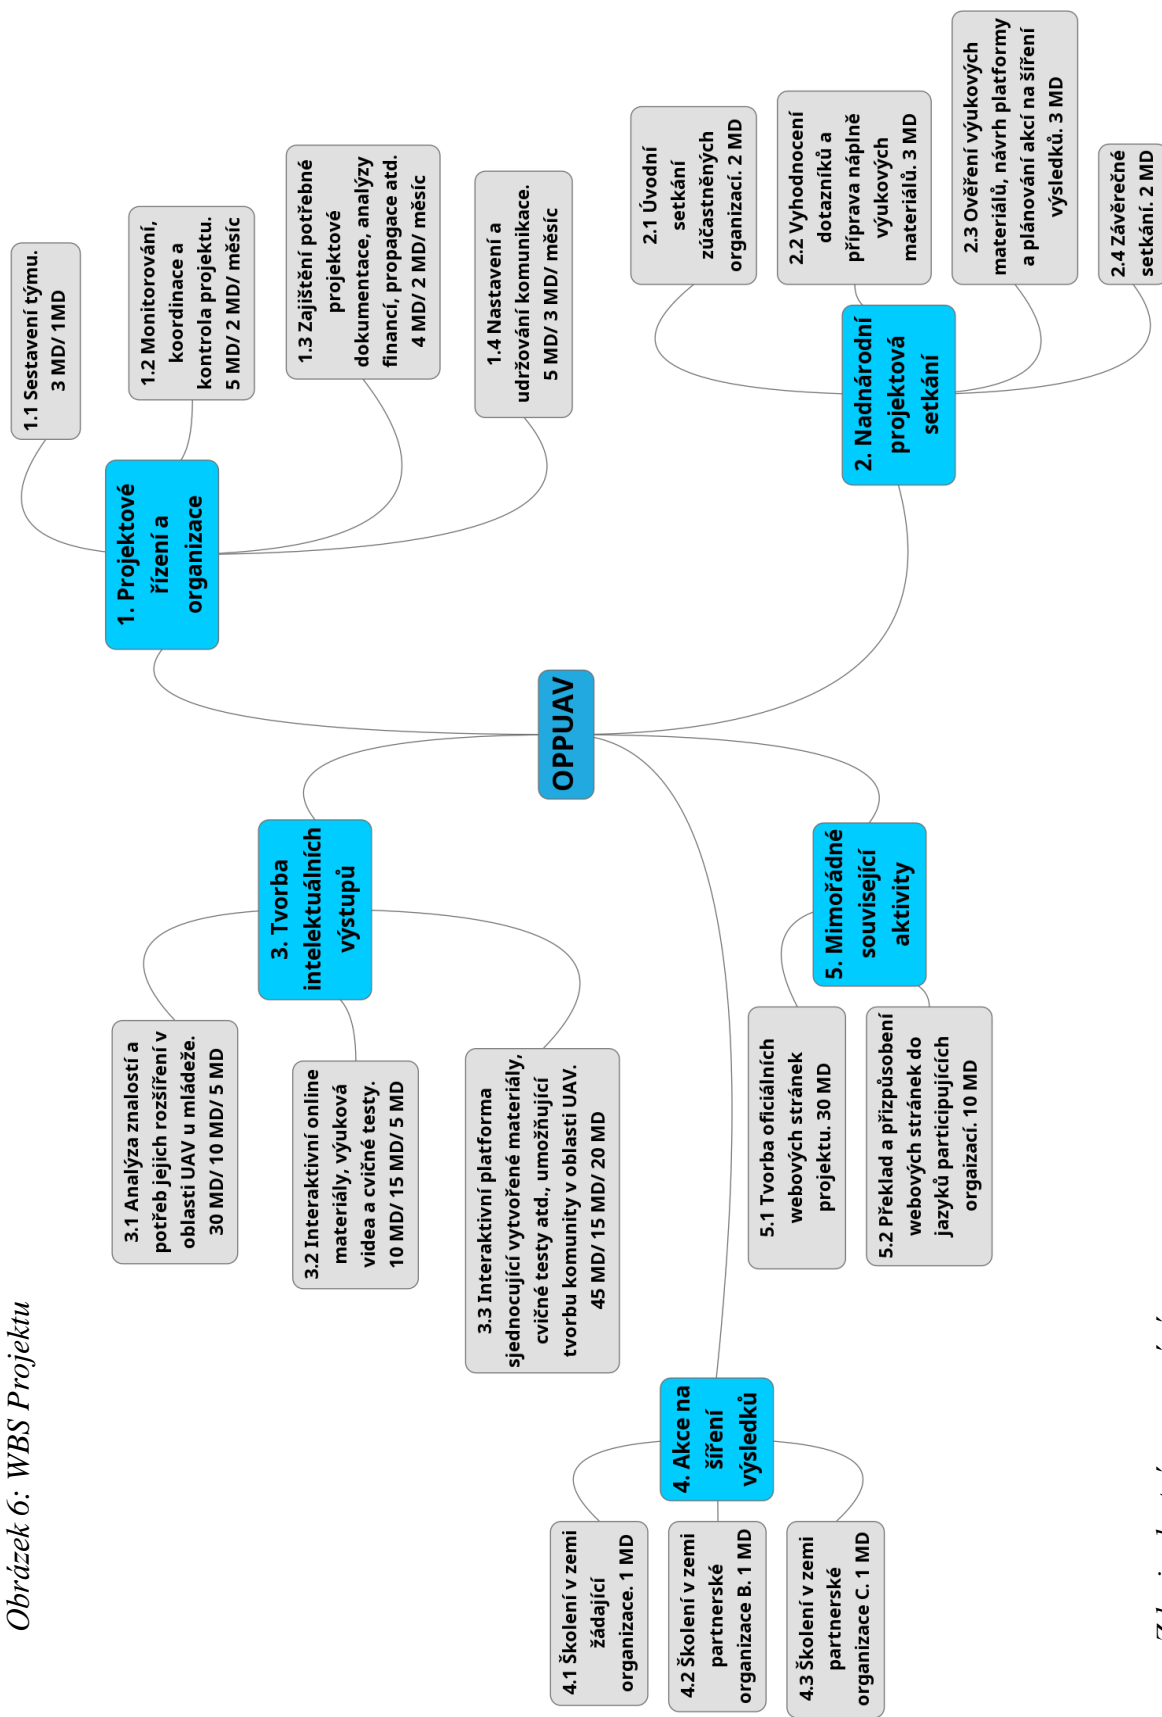 Obrázek 6: WBS Projektu
OPPUAV
1. Projektové
řízení a
organizace
1.1 Sestavení týmu.
3 MD/ 1MD
1.2 Monitorování,
koordinace a
kontrola projektu.
5 MD/ 2 MD/ měsíc
1.3 Zajištění potřebné
projektové
dokumentace, analýzy
financí, propagace atd.
4 MD/ 2 MD/ měsíc
1.4 Nastavení a
udržování komunikace.
5 MD/ 3 MD/ měsíc
2. Nadnárodní
projektová
setkání
2.1 Úvodní
setkání
zúčastněných
organizací. 2 MD
2.2 Vyhodnocení
dotazníků a
příprava náplně
výukových
materiálů. 3 MD
2.3 Ověření výukových
materiálů, návrh platformy
a plánování akcí na šíření
výsledků. 3 MD
2.4 Závěrečné
setkání. 2 MD
3. Tvorba
intelektuálních
výstupů
3.1 Analýza znalostí a
potřeb jejich rozšíření v
oblasti UAV u mládeže.
30 MD/ 10 MD/ 5 MD
3.2 Interaktivní online
materiály, výuková
videa a cvičné testy.
10 MD/ 15 MD/ 5 MD
3.3 Interaktivní platforma
sjednocující vytvořené materiály,
cvičné testy atd., umožňující
tvorbu komunity v oblasti UAV.
45 MD/ 15 MD/ 20 MD
4. Akce na
šíření
výsledků
4.1 Školení v zemi
žádající
organizace. 1 MD
4.2 Školení v zemi
partnerské
organizace B. 1 MD
4.3 Školení v zemi
partnerské
organizace C. 1 MD
5. Mimořádné
související
aktivity
5.1 Tvorba oficiálních
webových stránek
projektu. 30 MD
5.2 Překlad a přizpůsobení
webových stránek do
jazyků participujících
orgaizací. 10 MD